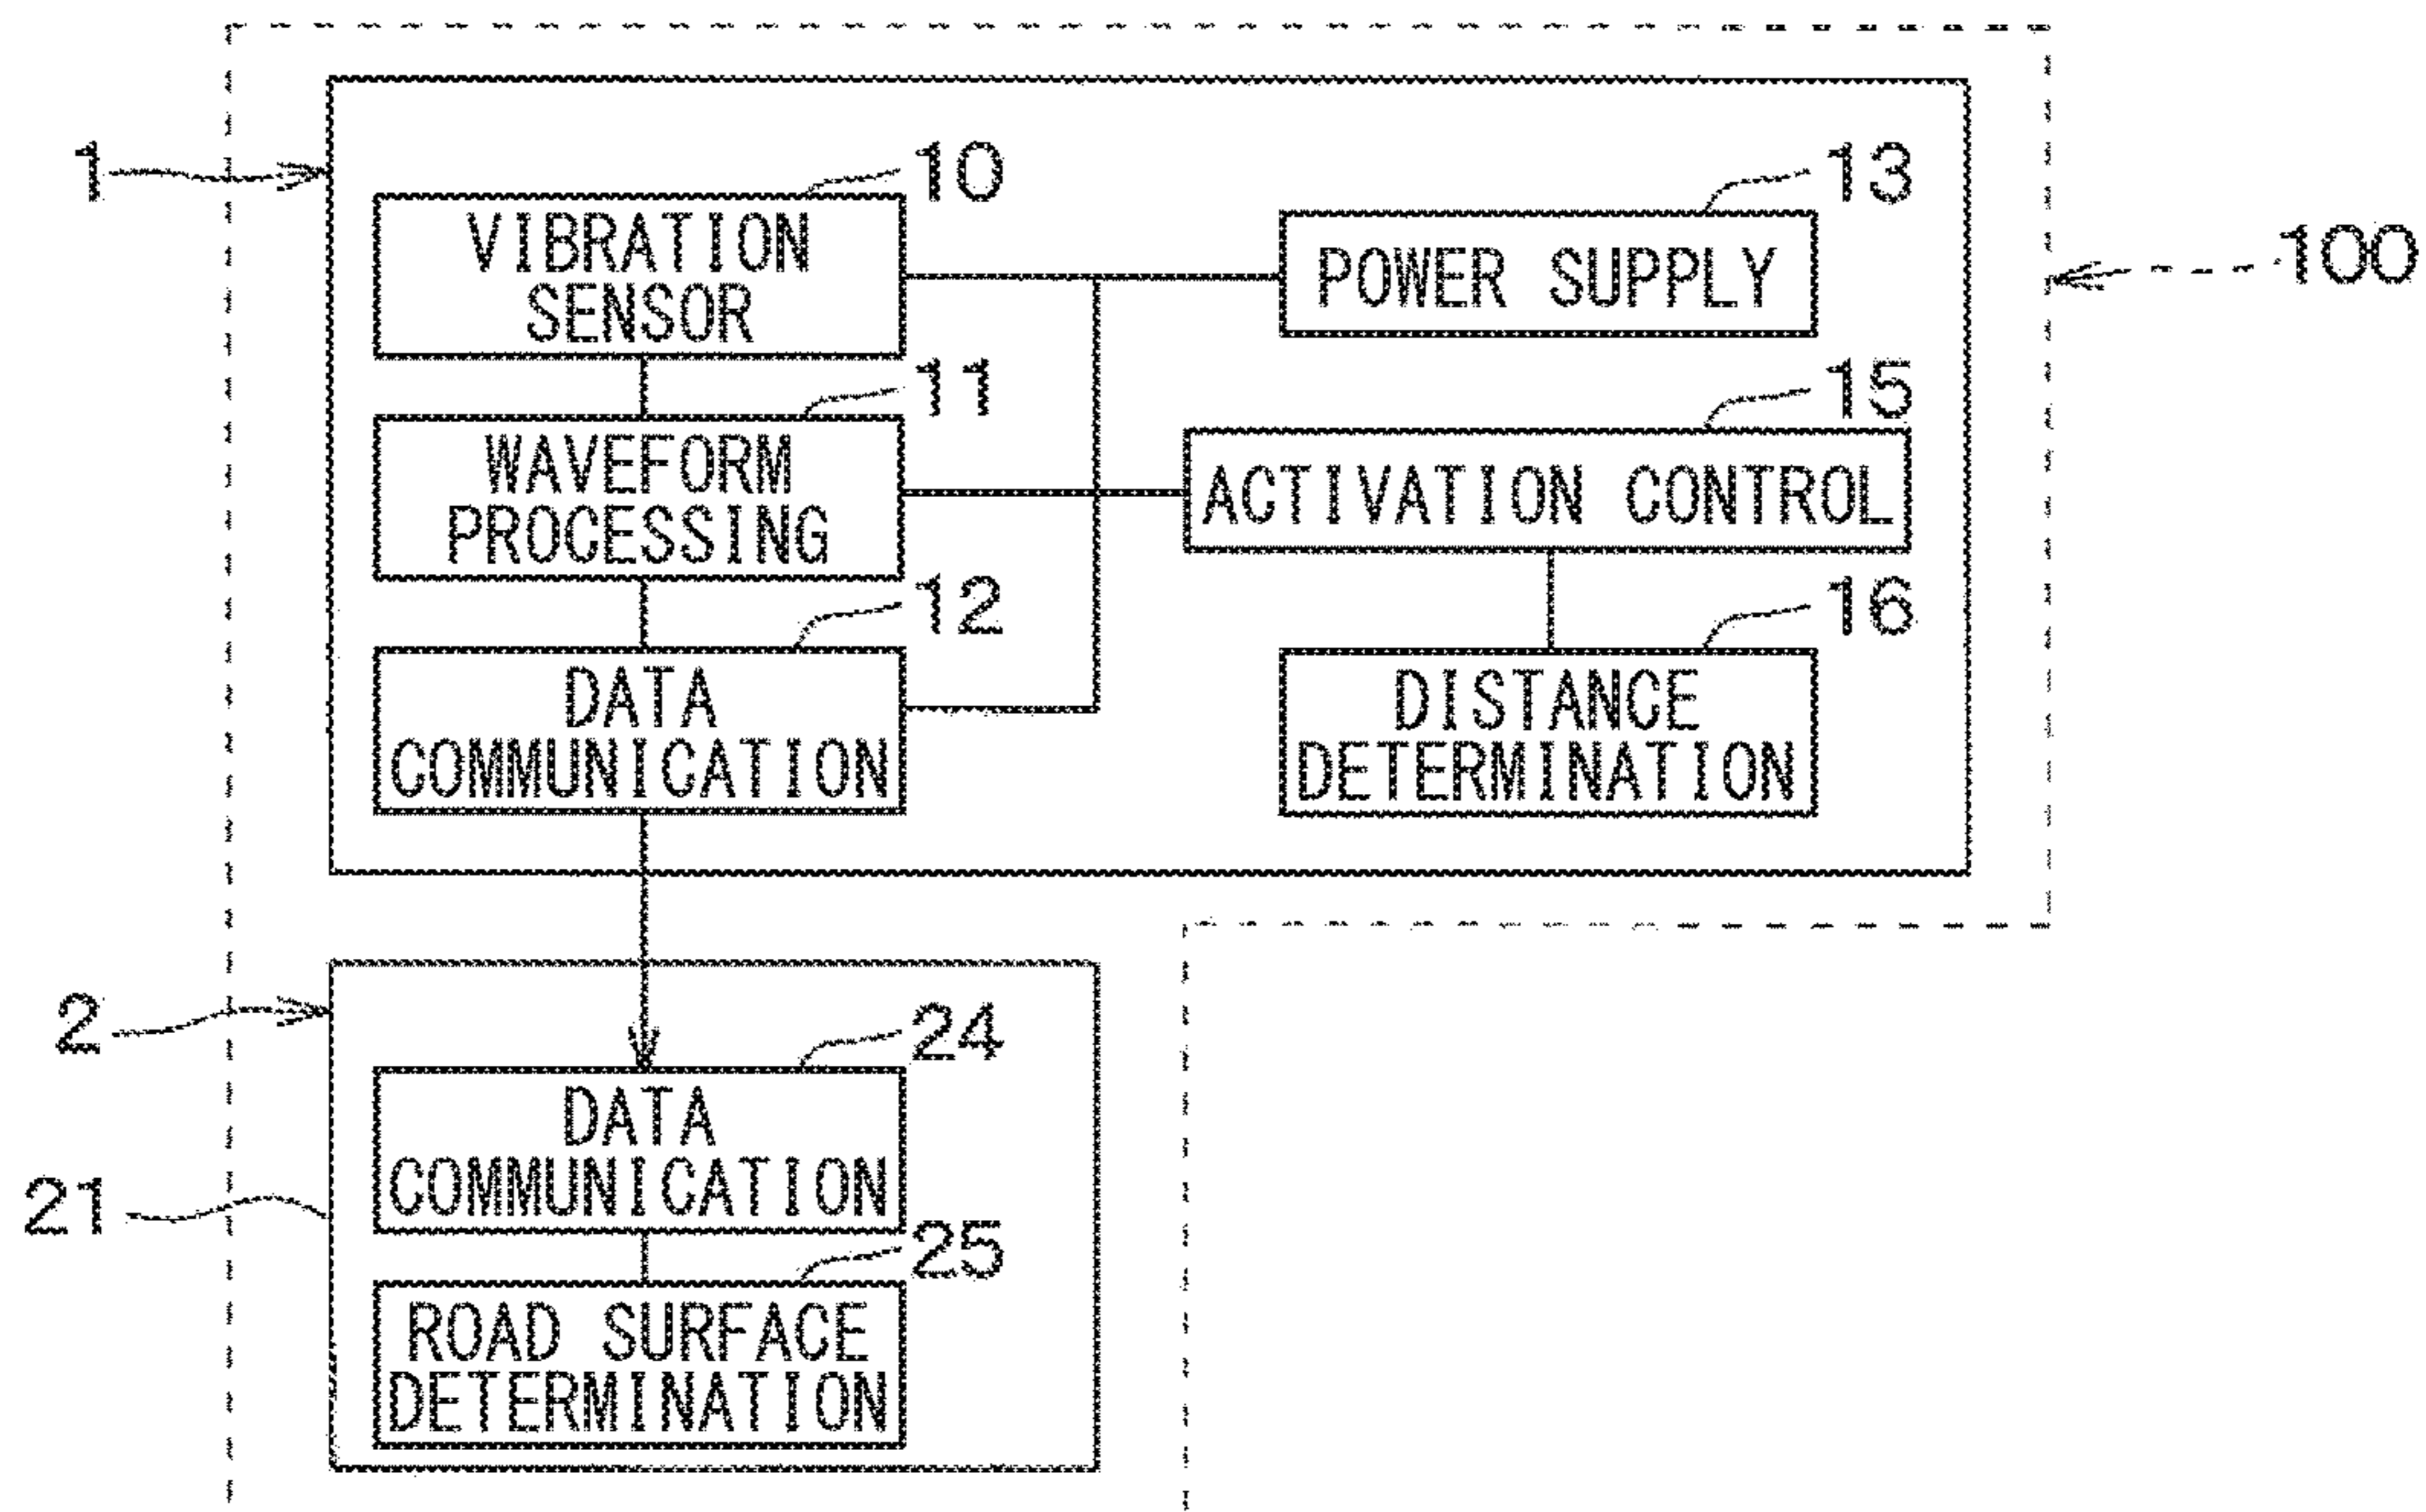 1
10
VIBRATION
SENSOR
13
POWER SUPPLY
100
11
WAVEFORM
PROCESSING
15
ACTIVATION CONTROL
12
DATA
COMMUNICATION
16
DISTANCE
DETERMINATION
2
24
DATA
COMMUNICATION
21
25
ROAD SURFACE
DETERMINATION